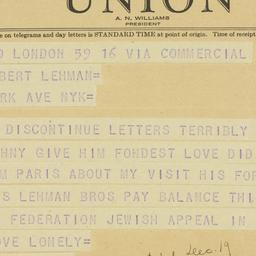 UNION
A. N. WILLIAMS
PRESIDENT
e on telegrams and day letters is STANDARD TIME at point of origin. Time of receipt
LONDON 59 16 VIA COMMERCIAL
BERT LEHMAN=
RK AVE NYK=
DISCONTINUE LETTERS TERRIBLY
HNY GIVE HIM FONDEST LOVE DID
M PARIS ABOUT MY VISIT HIS FOR
S LEHMAN BROS PAY BALANCE THI
FEDERATION JEWISH APPEAL IN
OVE LONELY=
Dec. 19